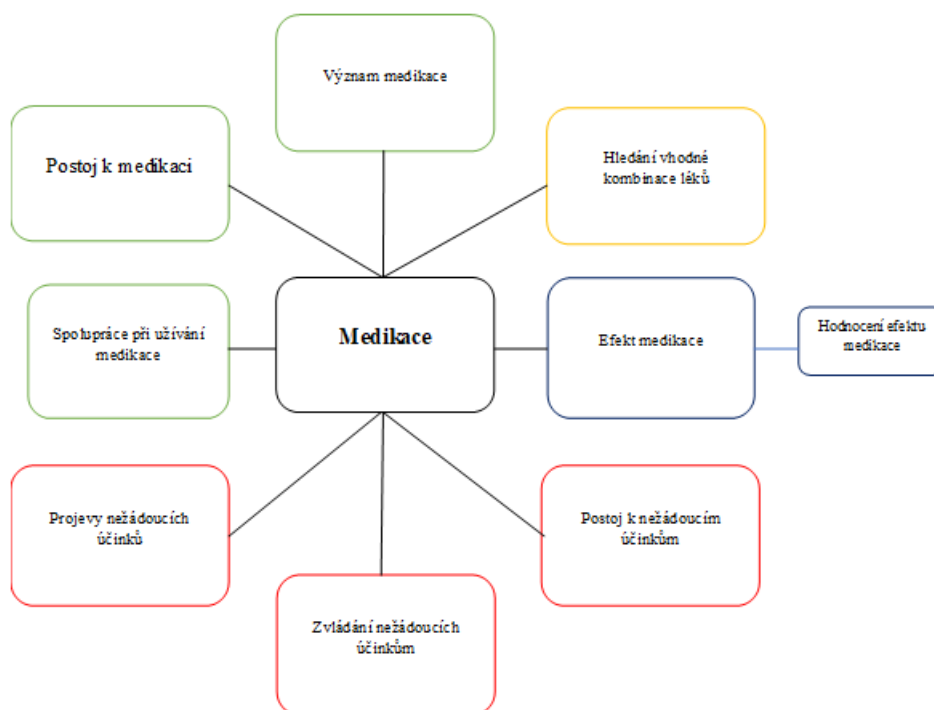 Význam medikace
Postoj k medikaci
Hledání vhodné
kombinace léků
Spolupráce při užívání
medikace
Medikace
Efekt medikace
Hodnocení efektu
medikace
Projevy nežádoucích
účinků
Postoj k nežádoucím
účinkům
Zvládání nežádoucích
účinkům